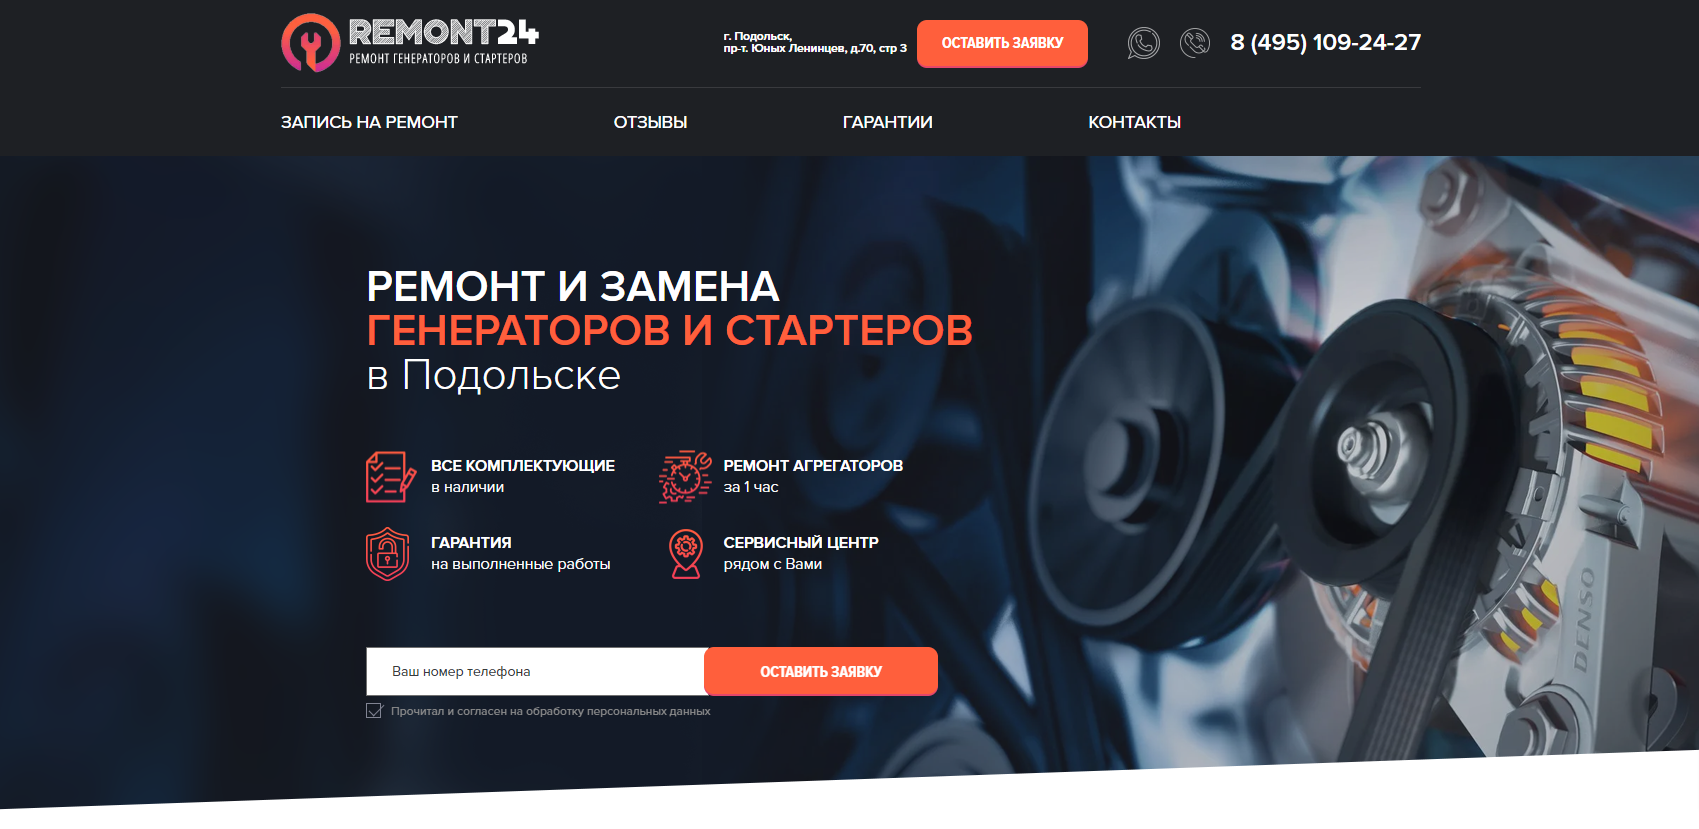 REMONT24
РЕМОНТ ГЕНЕРАТОРОВ И СТАРТЕРОВ
г. Подольск,
пр-т. Юных Ленинцев, д.70, стр 3
ОСТАВИТЬ ЗАЯВКУ
8 (495) 109-24-27
ЗАПИСЬ НА РЕМОНТ
ОТЗЫВЫ
ГАРАНТИИ
КОНТАКТЫ
РЕМОНТ И ЗАМЕНА
ГЕНЕРАТОРОВ И СТАРТЕРОВ
в Подольске
ВСЕ КОМПЛЕКТУЮЩИЕ
в наличии
РЕМОНТ АГРЕГАТОРОВ
за 1 час
ГАРАНТИЯ
на выполненные работы
СЕРВИСНЫЙ ЦЕНТР
рядом с Вами
Ваш номер телефона
ОСТАВИТЬ ЗАЯВКУ
Прочитал и согласен на обработку персональных данных
DENSO